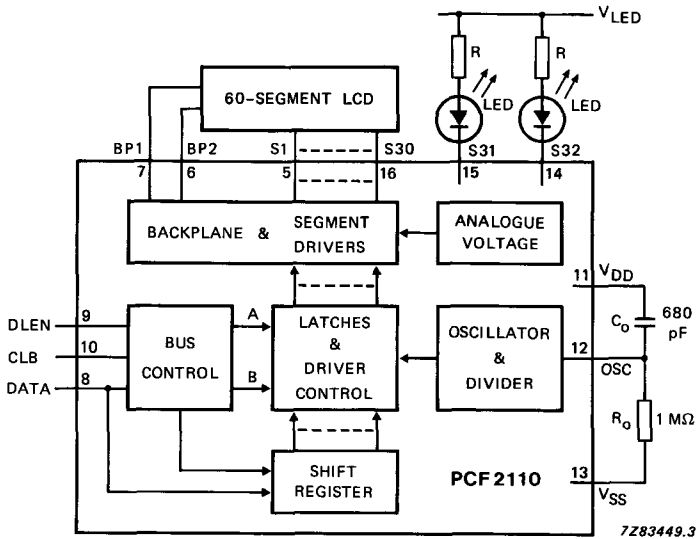 V_LED
R R
LED LED
60-SEGMENT LCD
BP1 BP2 S1 S30 S31 S32
7 6 5 16 15 14
BACKPLANE & SEGMENT DRIVERS
ANALOGUE VOLTAGE
11 V_DD
C_o 680 pF
DLEN 9
CLB 10
DATA 8
BUS CONTROL
A
B
LATCHES & DRIVER CONTROL
OSCILLATOR & DIVIDER
12 OSC
R_o 1 MΩ
SHIFT REGISTER
PCF2110
13 V_SS
7Z83449.3